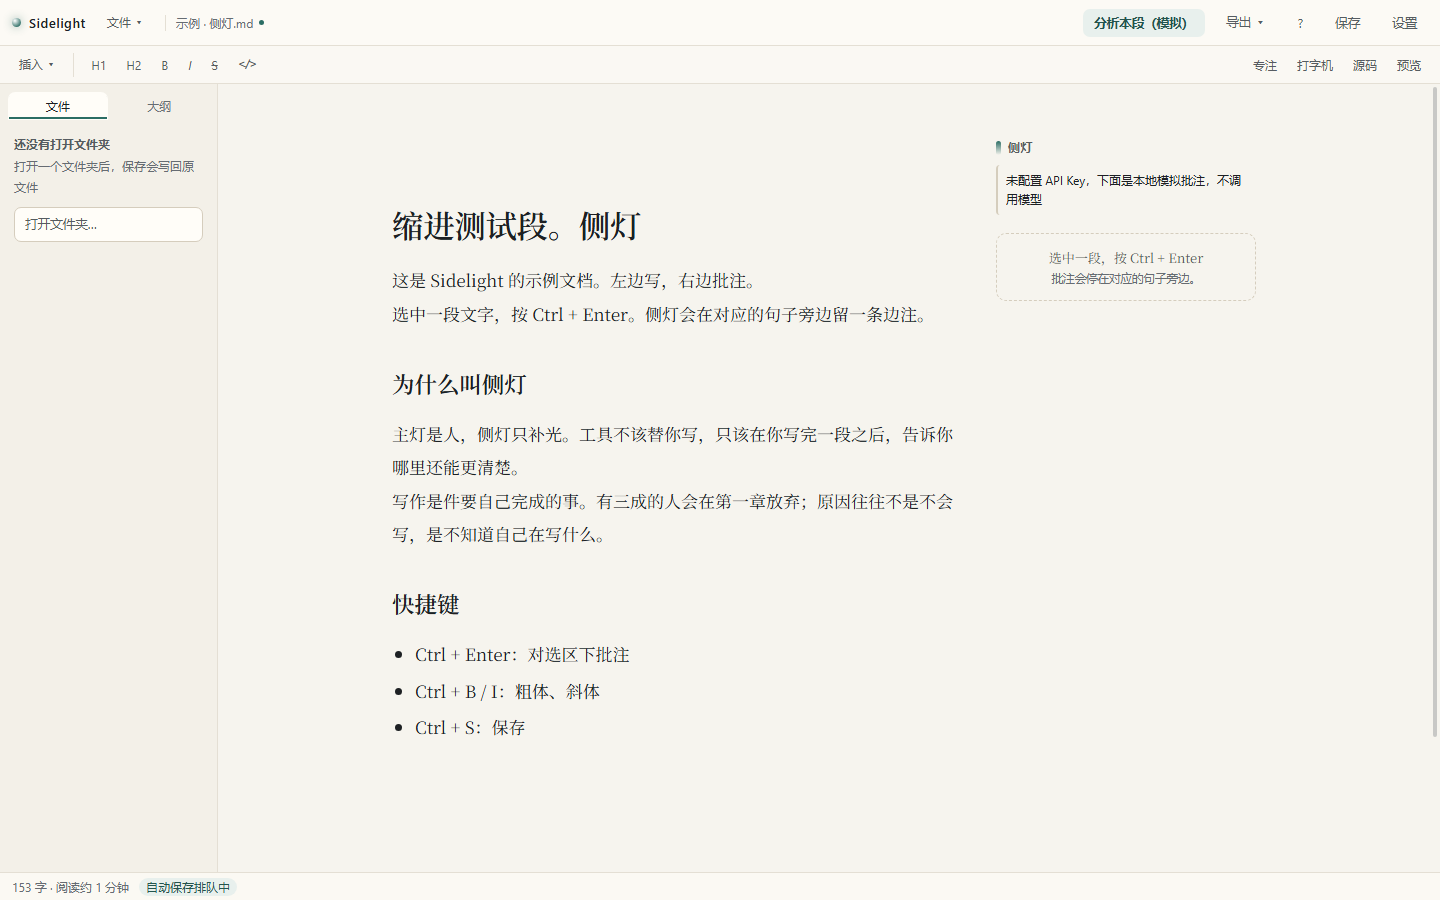 Sidelight 文件 ▾ 示例 · 侧灯.md 分析本段（模拟） 导出 ▾ ? 保存 设置
插入 ▾ H1 H2 B I S </> 专注 打字机 源码 预览
文件 大纲
还没有打开文件夹
打开一个文件夹后，保存会写回原
文件
打开文件夹...
缩进测试段。侧灯
这是 Sidelight 的示例文档。左边写，右边批注。
选中一段文字，按 Ctrl + Enter。侧灯会在对应的句子旁边留一条边注。
为什么叫侧灯
主灯是人，侧灯只补光。工具不该替你写，只该在你写完一段之后，告诉你
哪里还能更清楚。
写作是件要自己完成的事。有三成的人会在第一章放弃；原因往往不是不会
写，是不知道自己在写什么。
快捷键
Ctrl + Enter：对选区下批注
Ctrl + B / I：粗体、斜体
Ctrl + S：保存
侧灯
未配置 API Key，下面是本地模拟批注，不调
用模型
选中一段，按 Ctrl + Enter
批注会停在对应的句子旁边。
153 字 · 阅读约 1 分钟 自动保存排队中